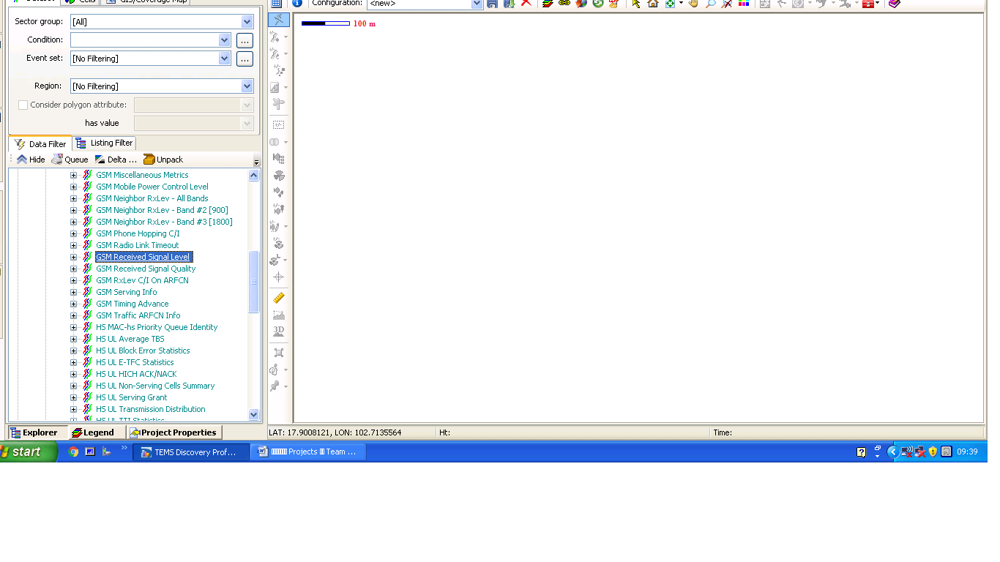 Cells
GIS/Coverage Map
Configuration: <new>
Sector group: [All]
Condition:
Event set: [No Filtering]
Region: [No Filtering]
Consider polygon attribute:
has value
Data Filter
Listing Filter
Hide
Queue
Delta ...
Unpack
GSM Miscellaneous Metrics
GSM Mobile Power Control Level
GSM Neighbor RxLev - All Bands
GSM Neighbor RxLev - Band #2 [900]
GSM Neighbor RxLev - Band #3 [1800]
GSM Phone Hopping C/I
GSM Radio Link Timeout
GSM Received Signal Level
GSM Received Signal Quality
GSM RxLev C/I On ARFCN
GSM Serving Info
GSM Timing Advance
GSM Traffic ARFCN Info
HS MAC-hs Priority Queue Identity
HS UL Average TBS
HS UL Block Error Statistics
HS UL E-TFC Statistics
HS UL HICH ACK/NACK
HS UL Non-Serving Cells Summary
HS UL Serving Grant
HS UL Transmission Distribution
HS UL TTI Statistics
Explorer
Legend
Project Properties
100 m
3D
LAT: 17.9008121, LON: 102.7135564
Ht:
Time:
start
TEMS Discovery Prof...
Projects
Team ...
09:39